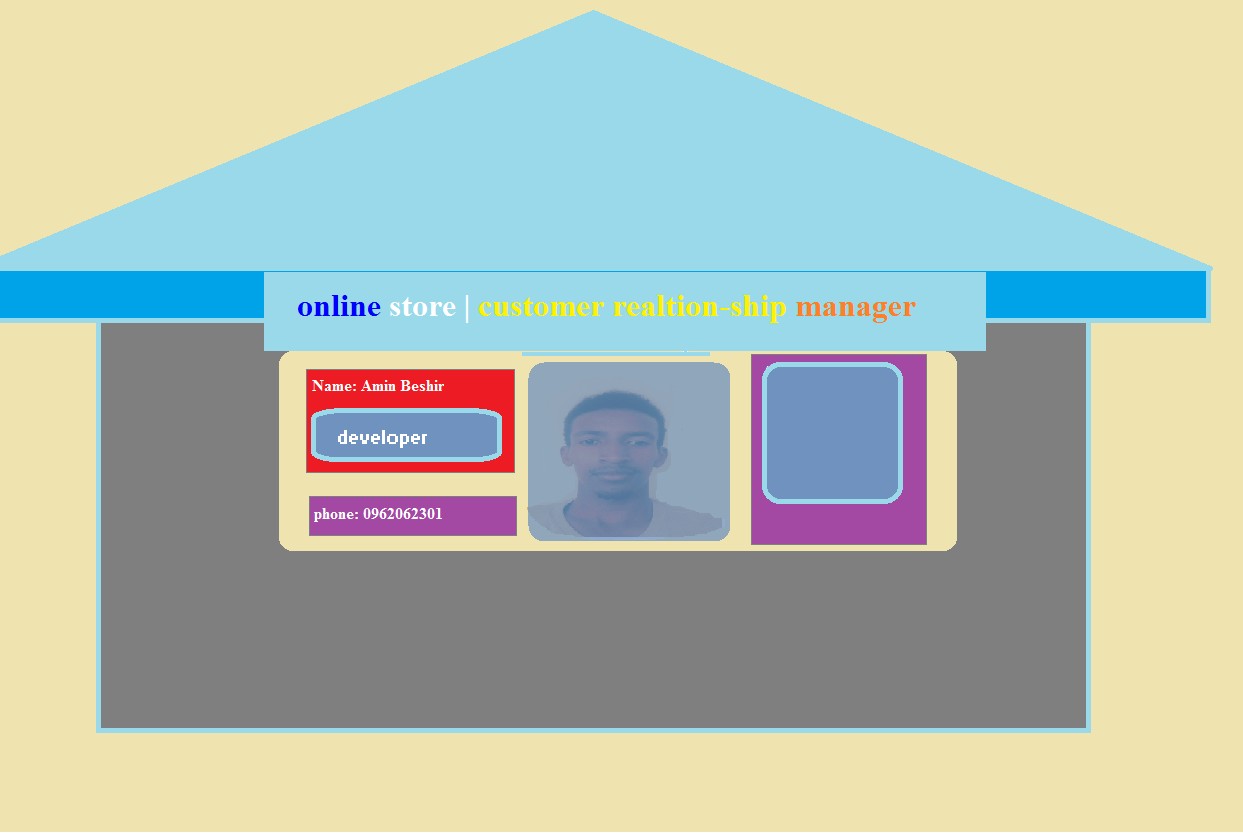 online store | customer realtion-ship manager
Name: Amin Beshir
developer
phone: 0962062301